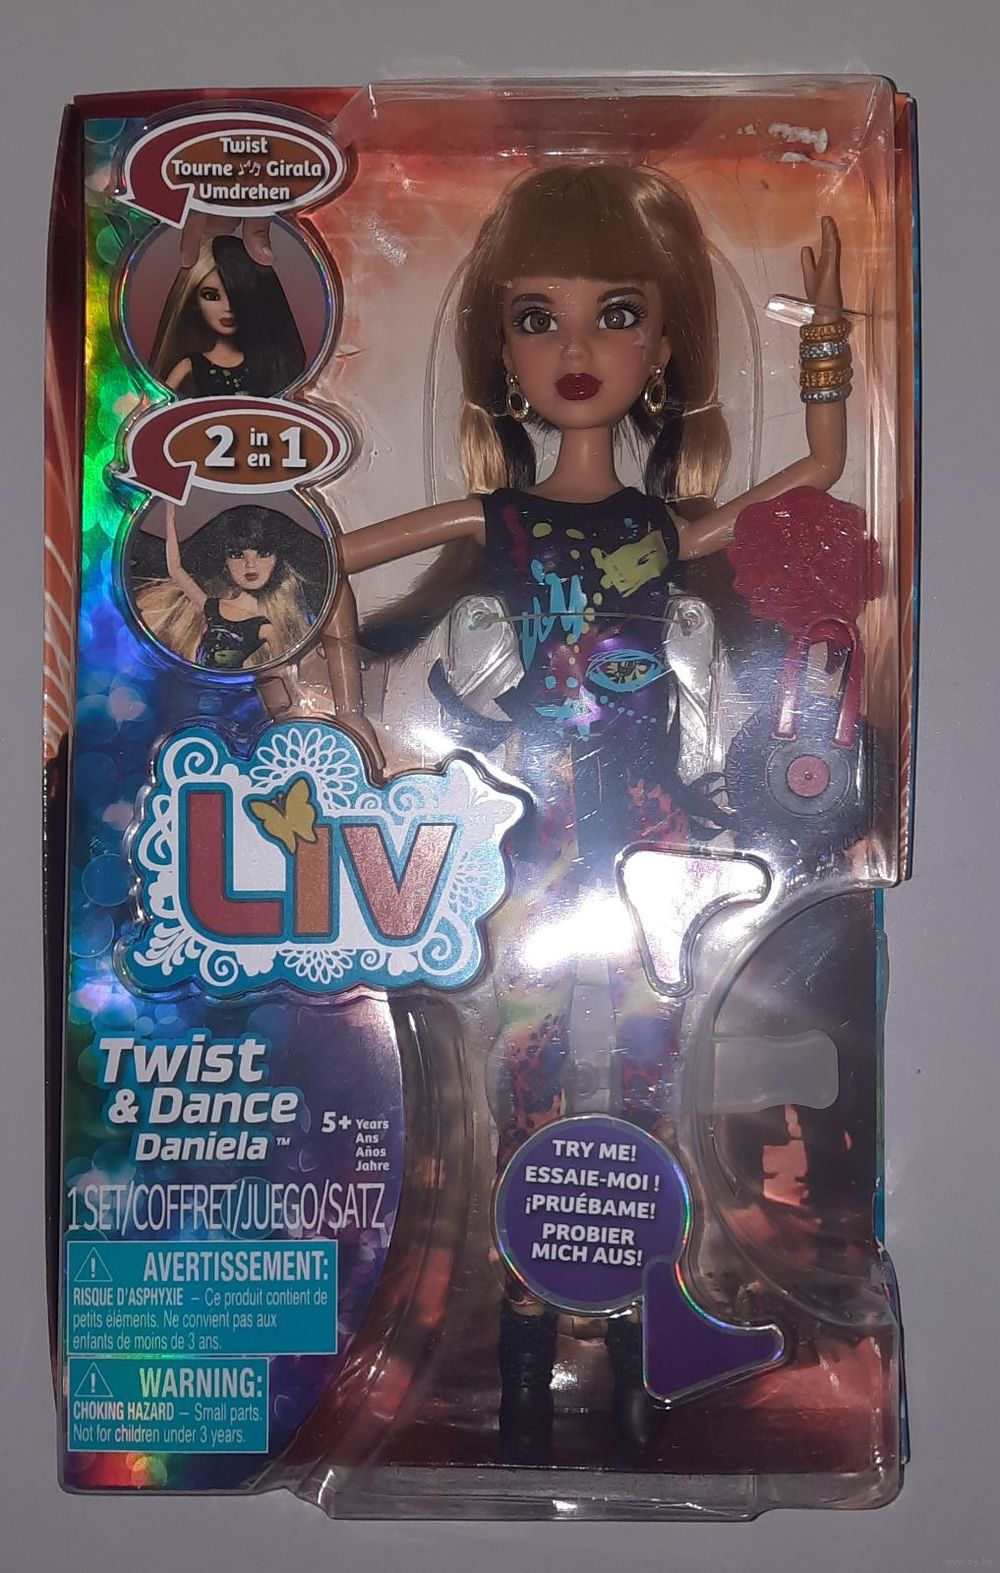 Twist
Tourne Girala
Umdrehen
2 in en 1
Liv
Twist
& Dance
Daniela™
5+ Years
Ans
Años
Jahre
1 SET/COFFRET/JUEGO/SATZ
AVERTISSEMENT:
RISQUE D'ASPHYXIE – Ce produit contient de
petits éléments. Ne convient pas aux
enfants de moins de 3 ans.
WARNING:
CHOKING HAZARD – Small parts.
Not for children under 3 years.
TRY ME!
ESSAIE-MOI !
¡PRUÉBAME!
PROBIER
MICH AUS!
www.ay.by